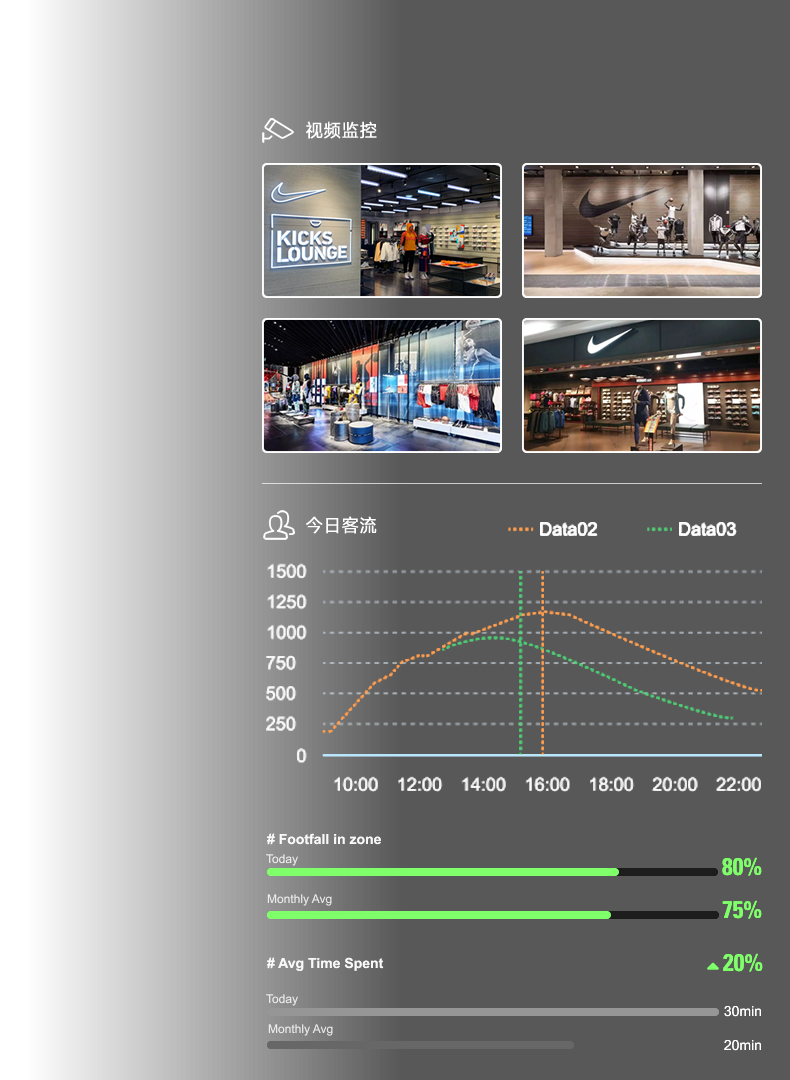 视频监控
KICKS
LOUNGE
今日客流
Data02
Data03
1500
1250
1000
750
500
250
0
10:00 12:00 14:00 16:00 18:00 20:00 22:00
# Footfall in zone
Today
80%
Monthly Avg
75%
# Avg Time Spent
20%
Today
30min
Monthly Avg
20min